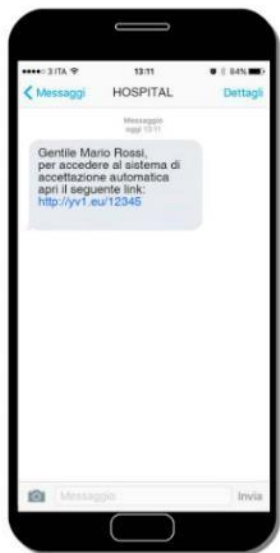 3 ITA 13:11 84%
Messaggi HOSPITAL Dettagli
Messaggio
oggi 13:11
Gentile Mario Rossi,
per accedere al sistema di
accettazione automatica
apri il seguente link:
http://yv1.eu/12345
Messaggio Invia